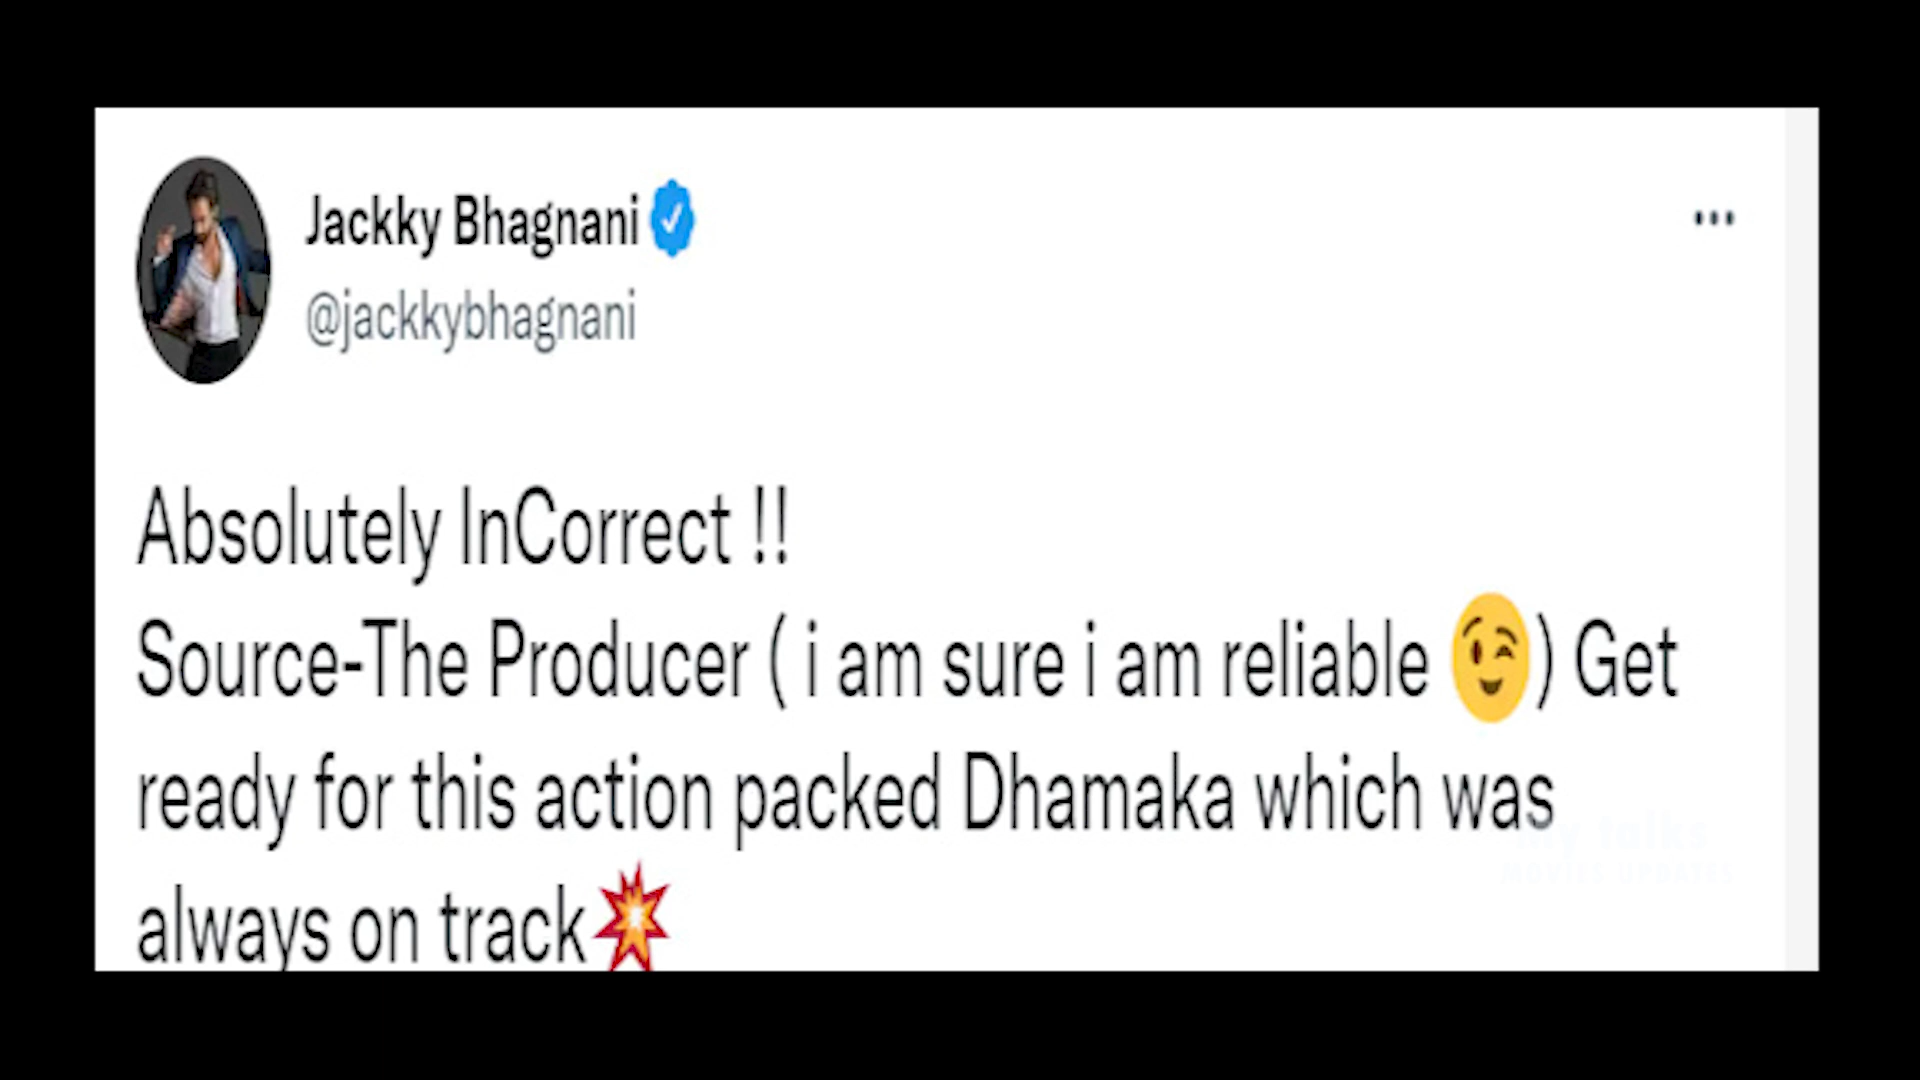 Jackky Bhagnani
@jackkybhagnani
Absolutely InCorrect !!
Source-The Producer ( i am sure i am reliable 😉) Get
ready for this action packed Dhamaka which was
always on track💥